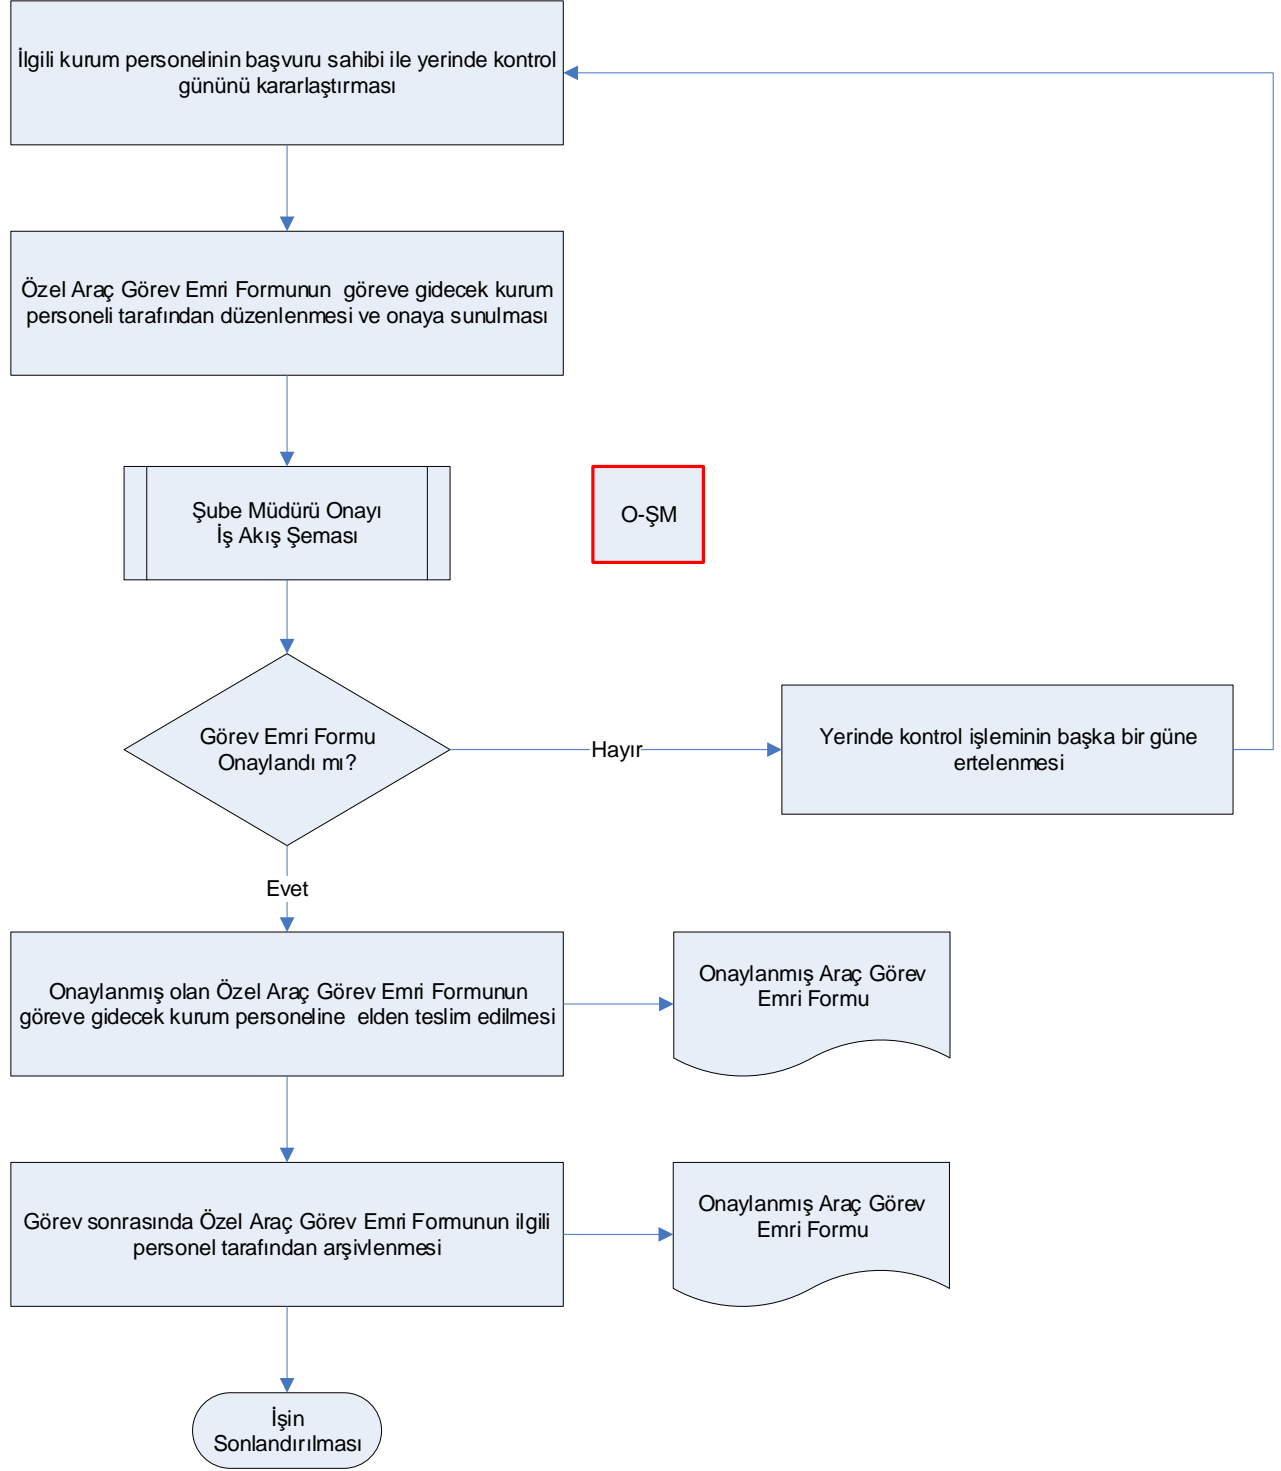 İlgili kurum personelinin başvuru sahibi ile yerinde kontrol
gününü kararlaştırması
Özel Araç Görev Emri Formunun göreve gidecek kurum
personeli tarafından düzenlenmesi ve onaya sunulması
Şube Müdürü Onayı
İş Akış Şeması
O-ŞM
Görev Emri Formu
Onaylandı mı?
Hayır
Yerinde kontrol işleminin başka bir güne
ertelenmesi
Evet
Onaylanmış olan Özel Araç Görev Emri Formunun
göreve gidecek kurum personeline elden teslim edilmesi
Onaylanmış Araç Görev
Emri Formu
Görev sonrasında Özel Araç Görev Emri Formunun ilgili
personel tarafından arşivlenmesi
Onaylanmış Araç Görev
Emri Formu
İşin
Sonlandırılması